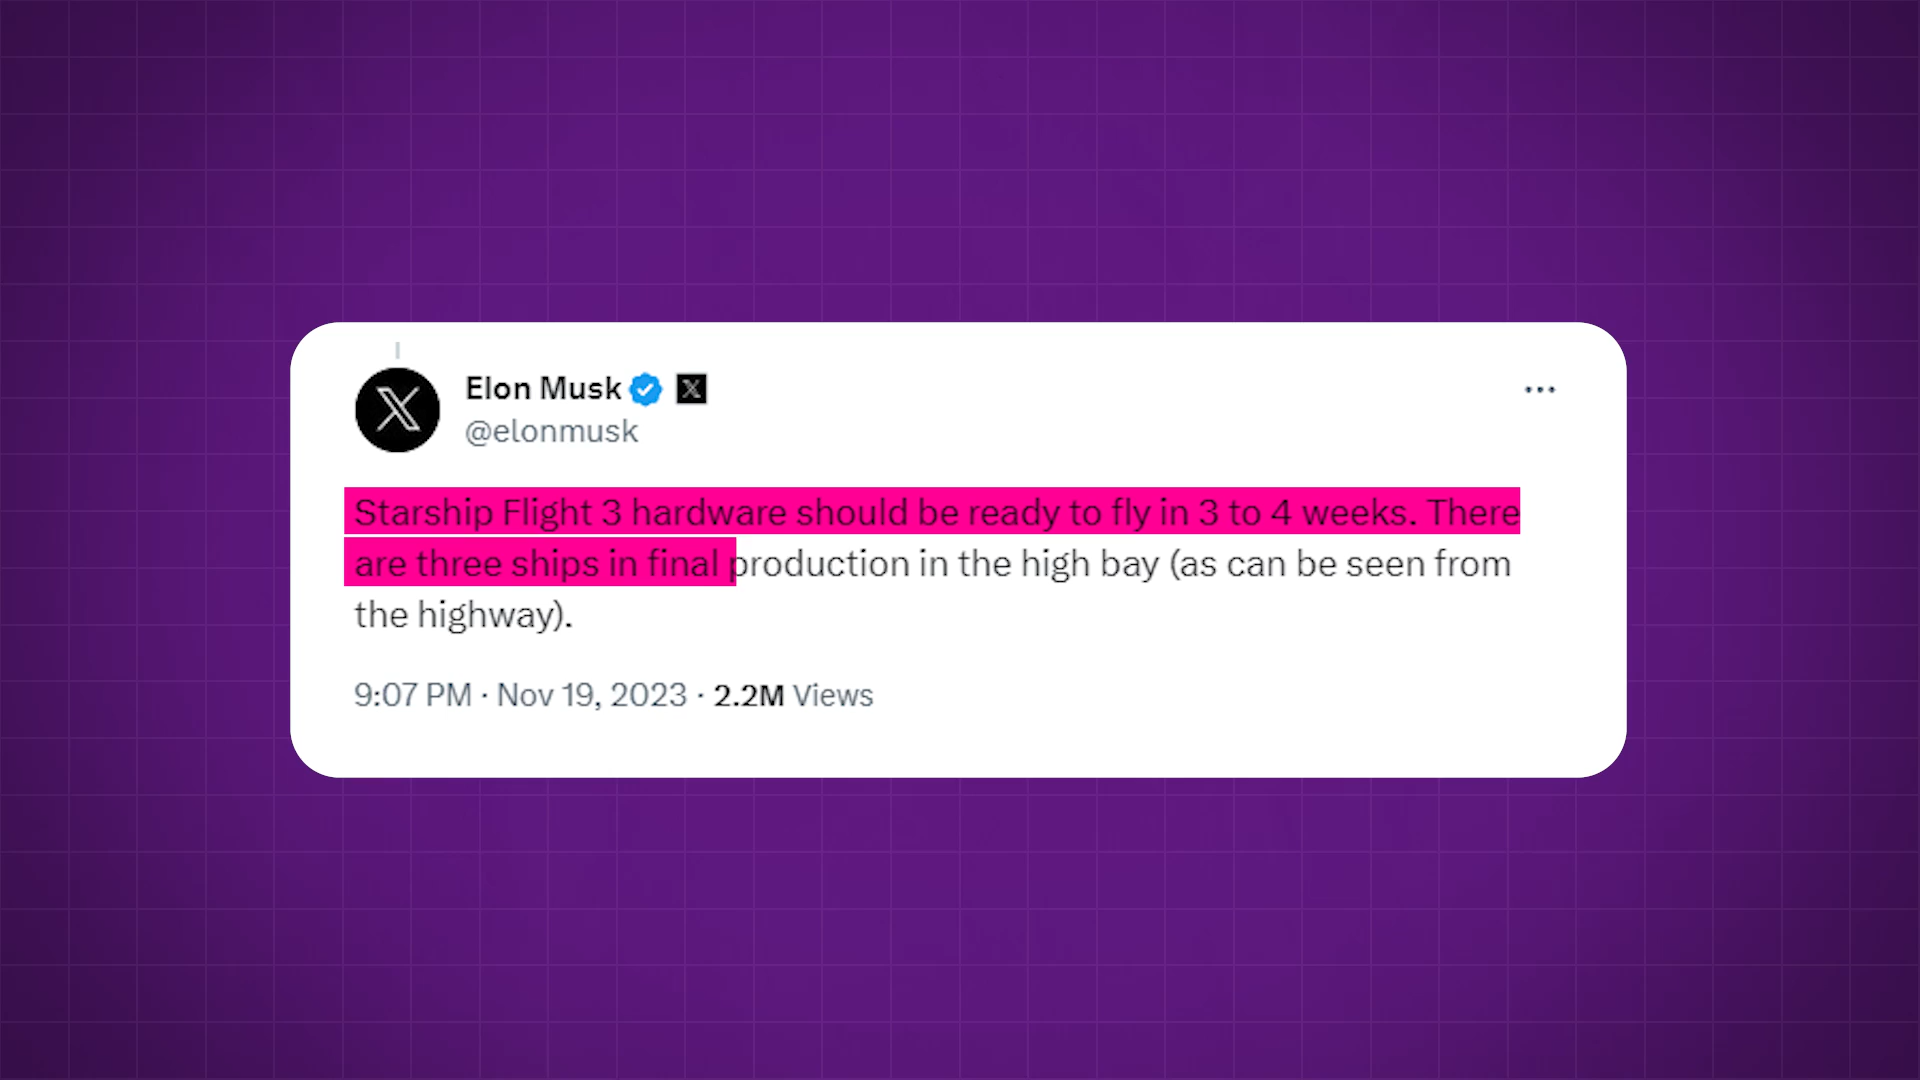 Elon Musk
@elonmusk
Starship Flight 3 hardware should be ready to fly in 3 to 4 weeks. There
are three ships in final production in the high bay (as can be seen from
the highway).
9:07 PM · Nov 19, 2023 · 2.2M Views